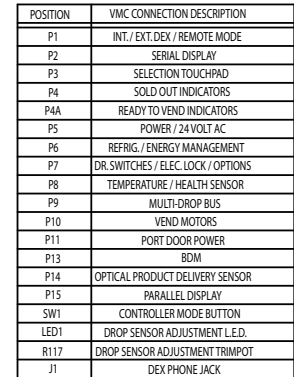 POSITION VMC CONNECTION DESCRIPTION
P1 INT./ EXT. DEX / REMOTE MODE
P2 SERIAL DISPLAY
P3 SELECTION TOUCHPAD
P4 SOLD OUT INDICATORS
P4A READY TO VEND INDICATORS
P5 POWER / 24 VOLT AC
P6 REFRIG. / ENERGY MANAGEMENT
P7 DR. SWITCHES / ELEC. LOCK / OPTIONS
P8 TEMPERATURE / HEALTH SENSOR
P9 MULTI-DROP BUS
P10 VEND MOTORS
P11 PORT DOOR POWER
P13 BDM
P14 OPTICAL PRODUCT DELIVERY SENSOR
P15 PARALLEL DISPLAY
SW1 CONTROLLER MODE BUTTON
LED1 DROP SENSOR ADJUSTMENT L.E.D.
R117 DROP SENSOR ADJUSTMENT TRIMPOT
J1 DEX PHONE JACK